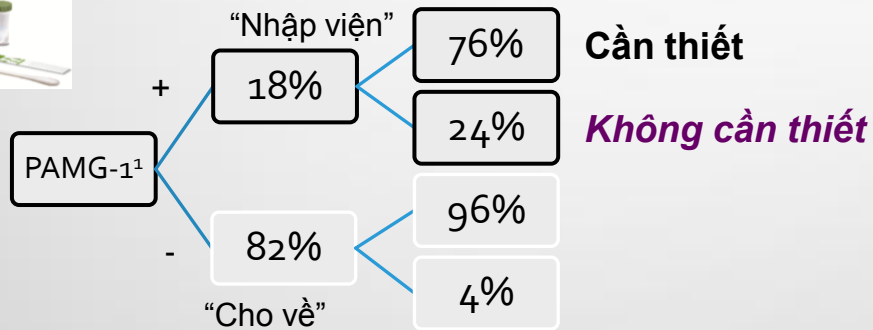 “Nhập viện”
76%
Cần thiết
+
18%
24%
Không cần thiết
PAMG-1¹
96%
-
82%
4%
“Cho về”